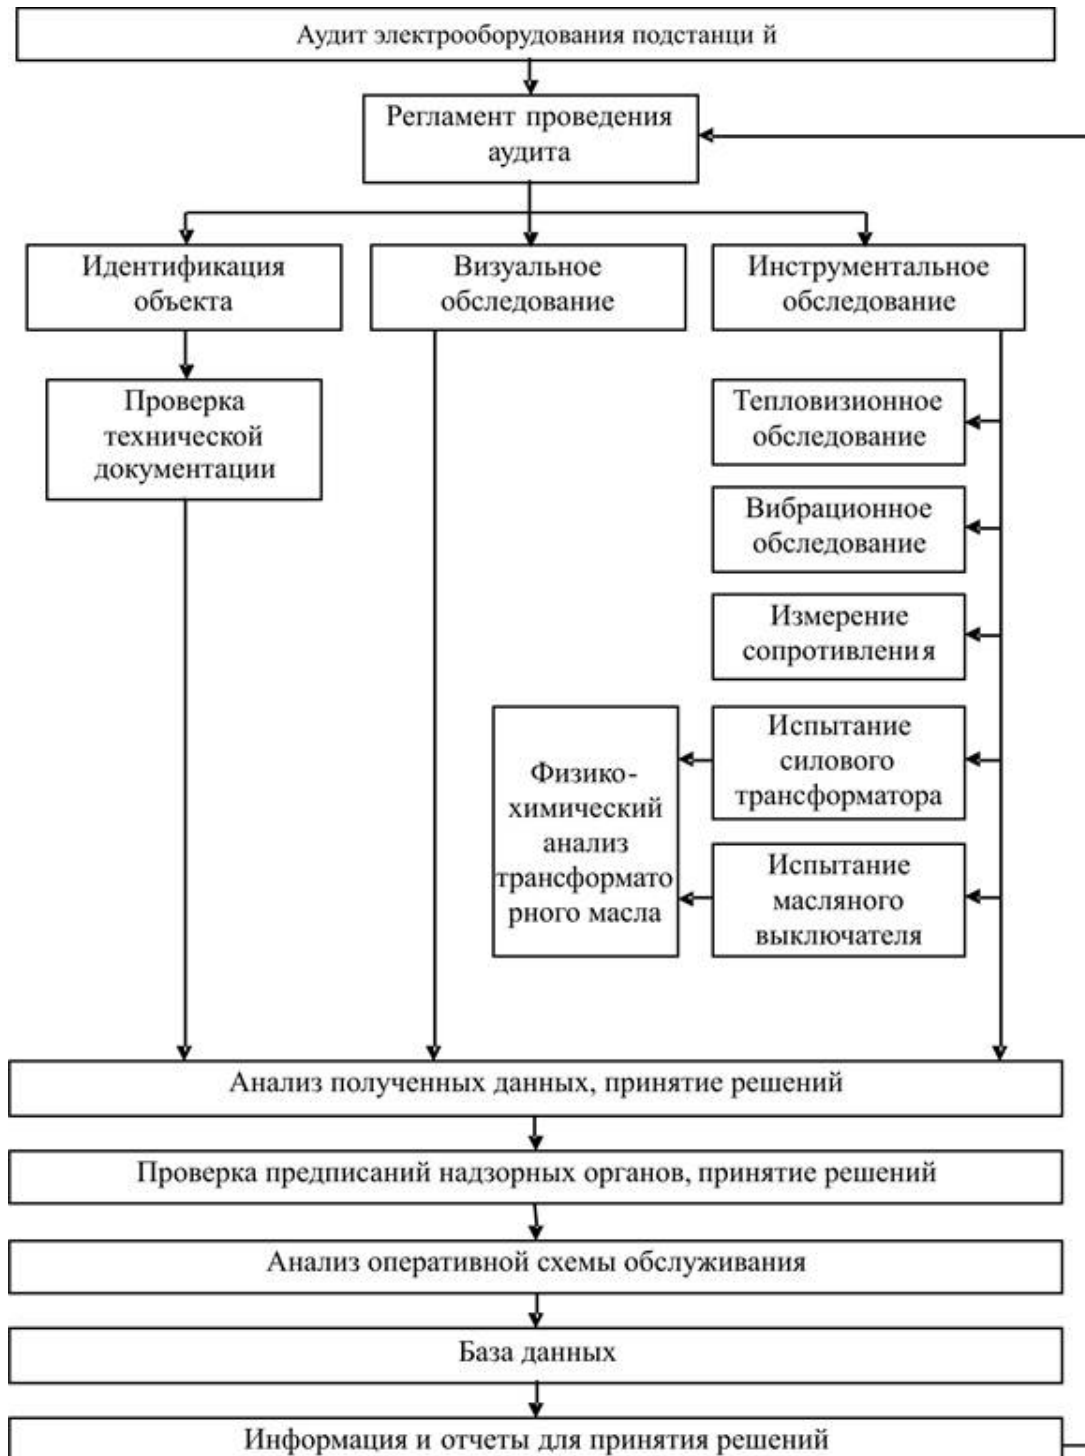 Аудит электрооборудования подстанци й
Регламент проведения
аудита
Идентификация
объекта
Визуальное
обследование
Инструментальное
обследование
Проверка
технической
документации
Тепловизионное
обследование
Вибрационное
обследование
Измерение
сопротивления
Испытание
силового
трансформатора
Физико-
химический
анализ
трансформато
рного масла
Испытание
масляного
выключателя
Анализ полученных данных, принятие решений
Проверка предписаний надзорных органов, принятие решений
Анализ оперативной схемы обслуживания
База данных
Информация и отчеты для принятия решений